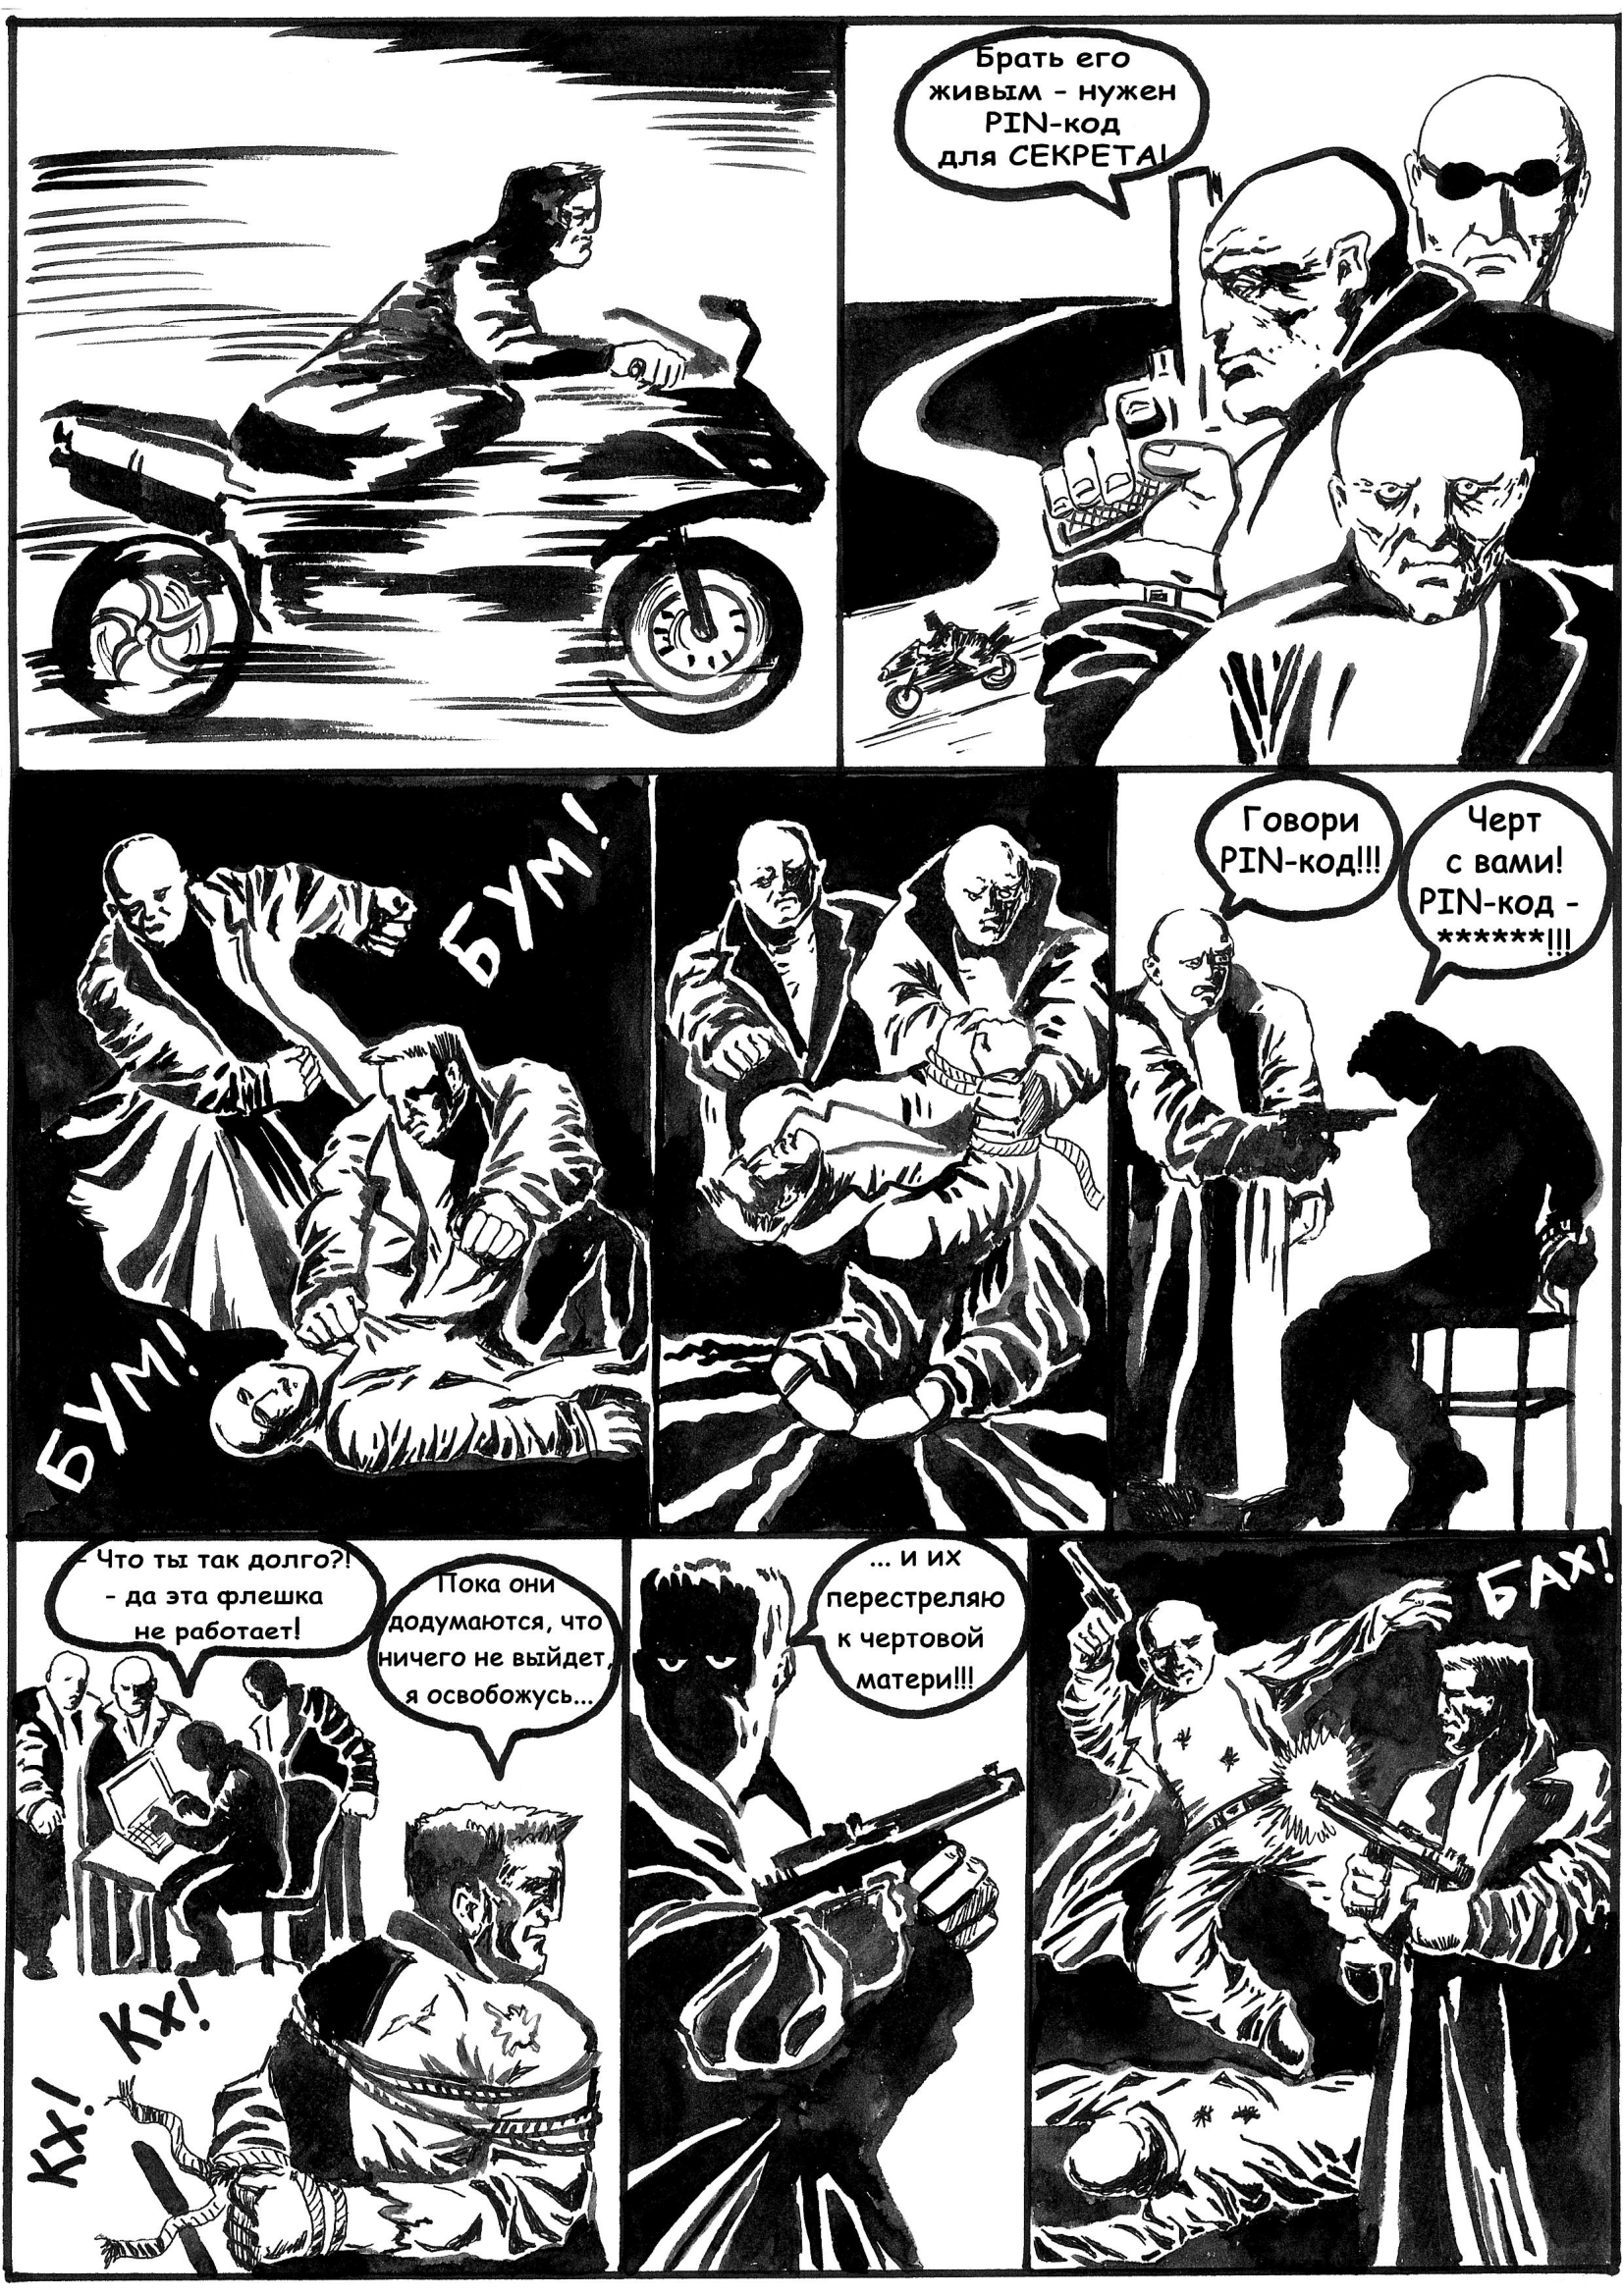 Брать его
живым - нужен
PIN-код
для СЕКРЕТА!
БУМ!
БУМ!
Говори
PIN-код!!!
Черт
с вами!
PIN-код -
******!!!
- Что ты так долго?!
- да эта флешка
не работает!
Пока они
додумаются, что
ничего не выйдет,
я освобожусь...
Кх!
Кх!
... и их
перестреляю
к чертовой
матери!!!
БАХ!